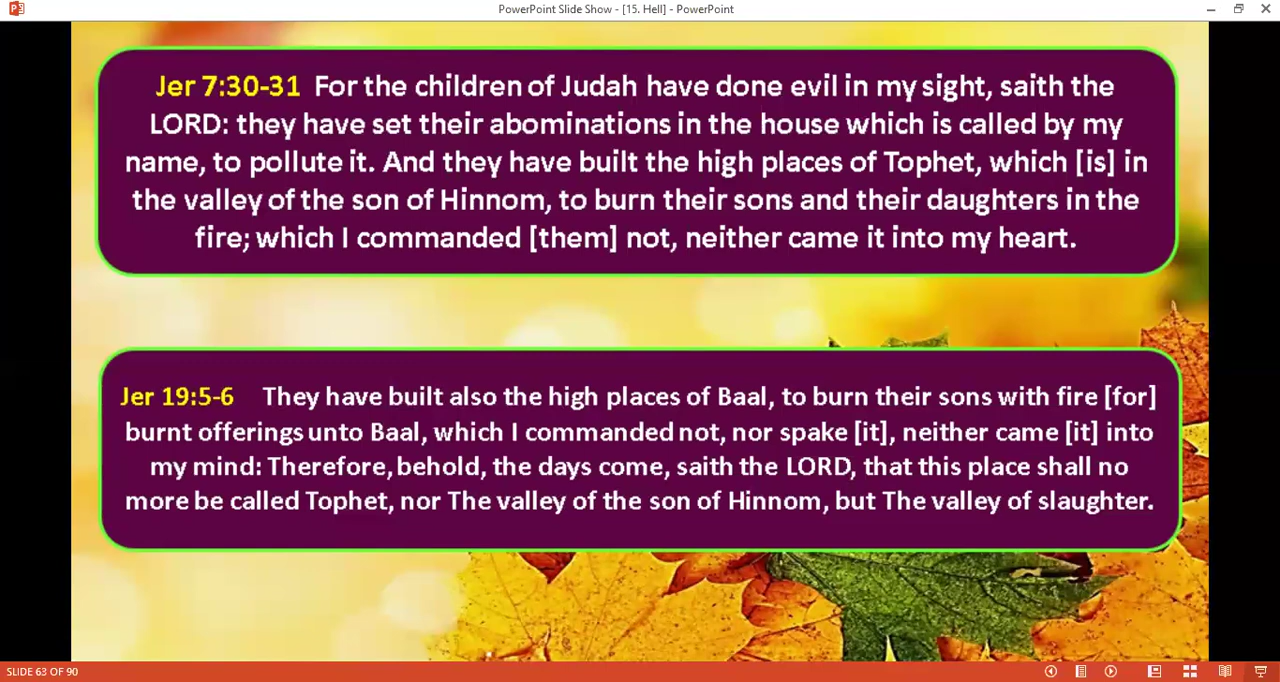 PowerPoint Slide Show - [15. Hell] - PowerPoint
Jer 7:30-31 For the children of Judah have done evil in my sight, saith the
LORD: they have set their abominations in the house which is called by my
name, to pollute it. And they have built the high places of Tophet, which [is] in
the valley of the son of Hinnom, to burn their sons and their daughters in the
fire; which I commanded [them] not, neither came it into my heart.
Jer 19:5-6 They have built also the high places of Baal, to burn their sons with fire [for]
burnt offerings unto Baal, which I commanded not, nor spake [it], neither came [it] into
my mind: Therefore, behold, the days come, saith the LORD, that this place shall no
more be called Tophet, nor The valley of the son of Hinnom, but The valley of slaughter.
SLIDE 63 OF 90